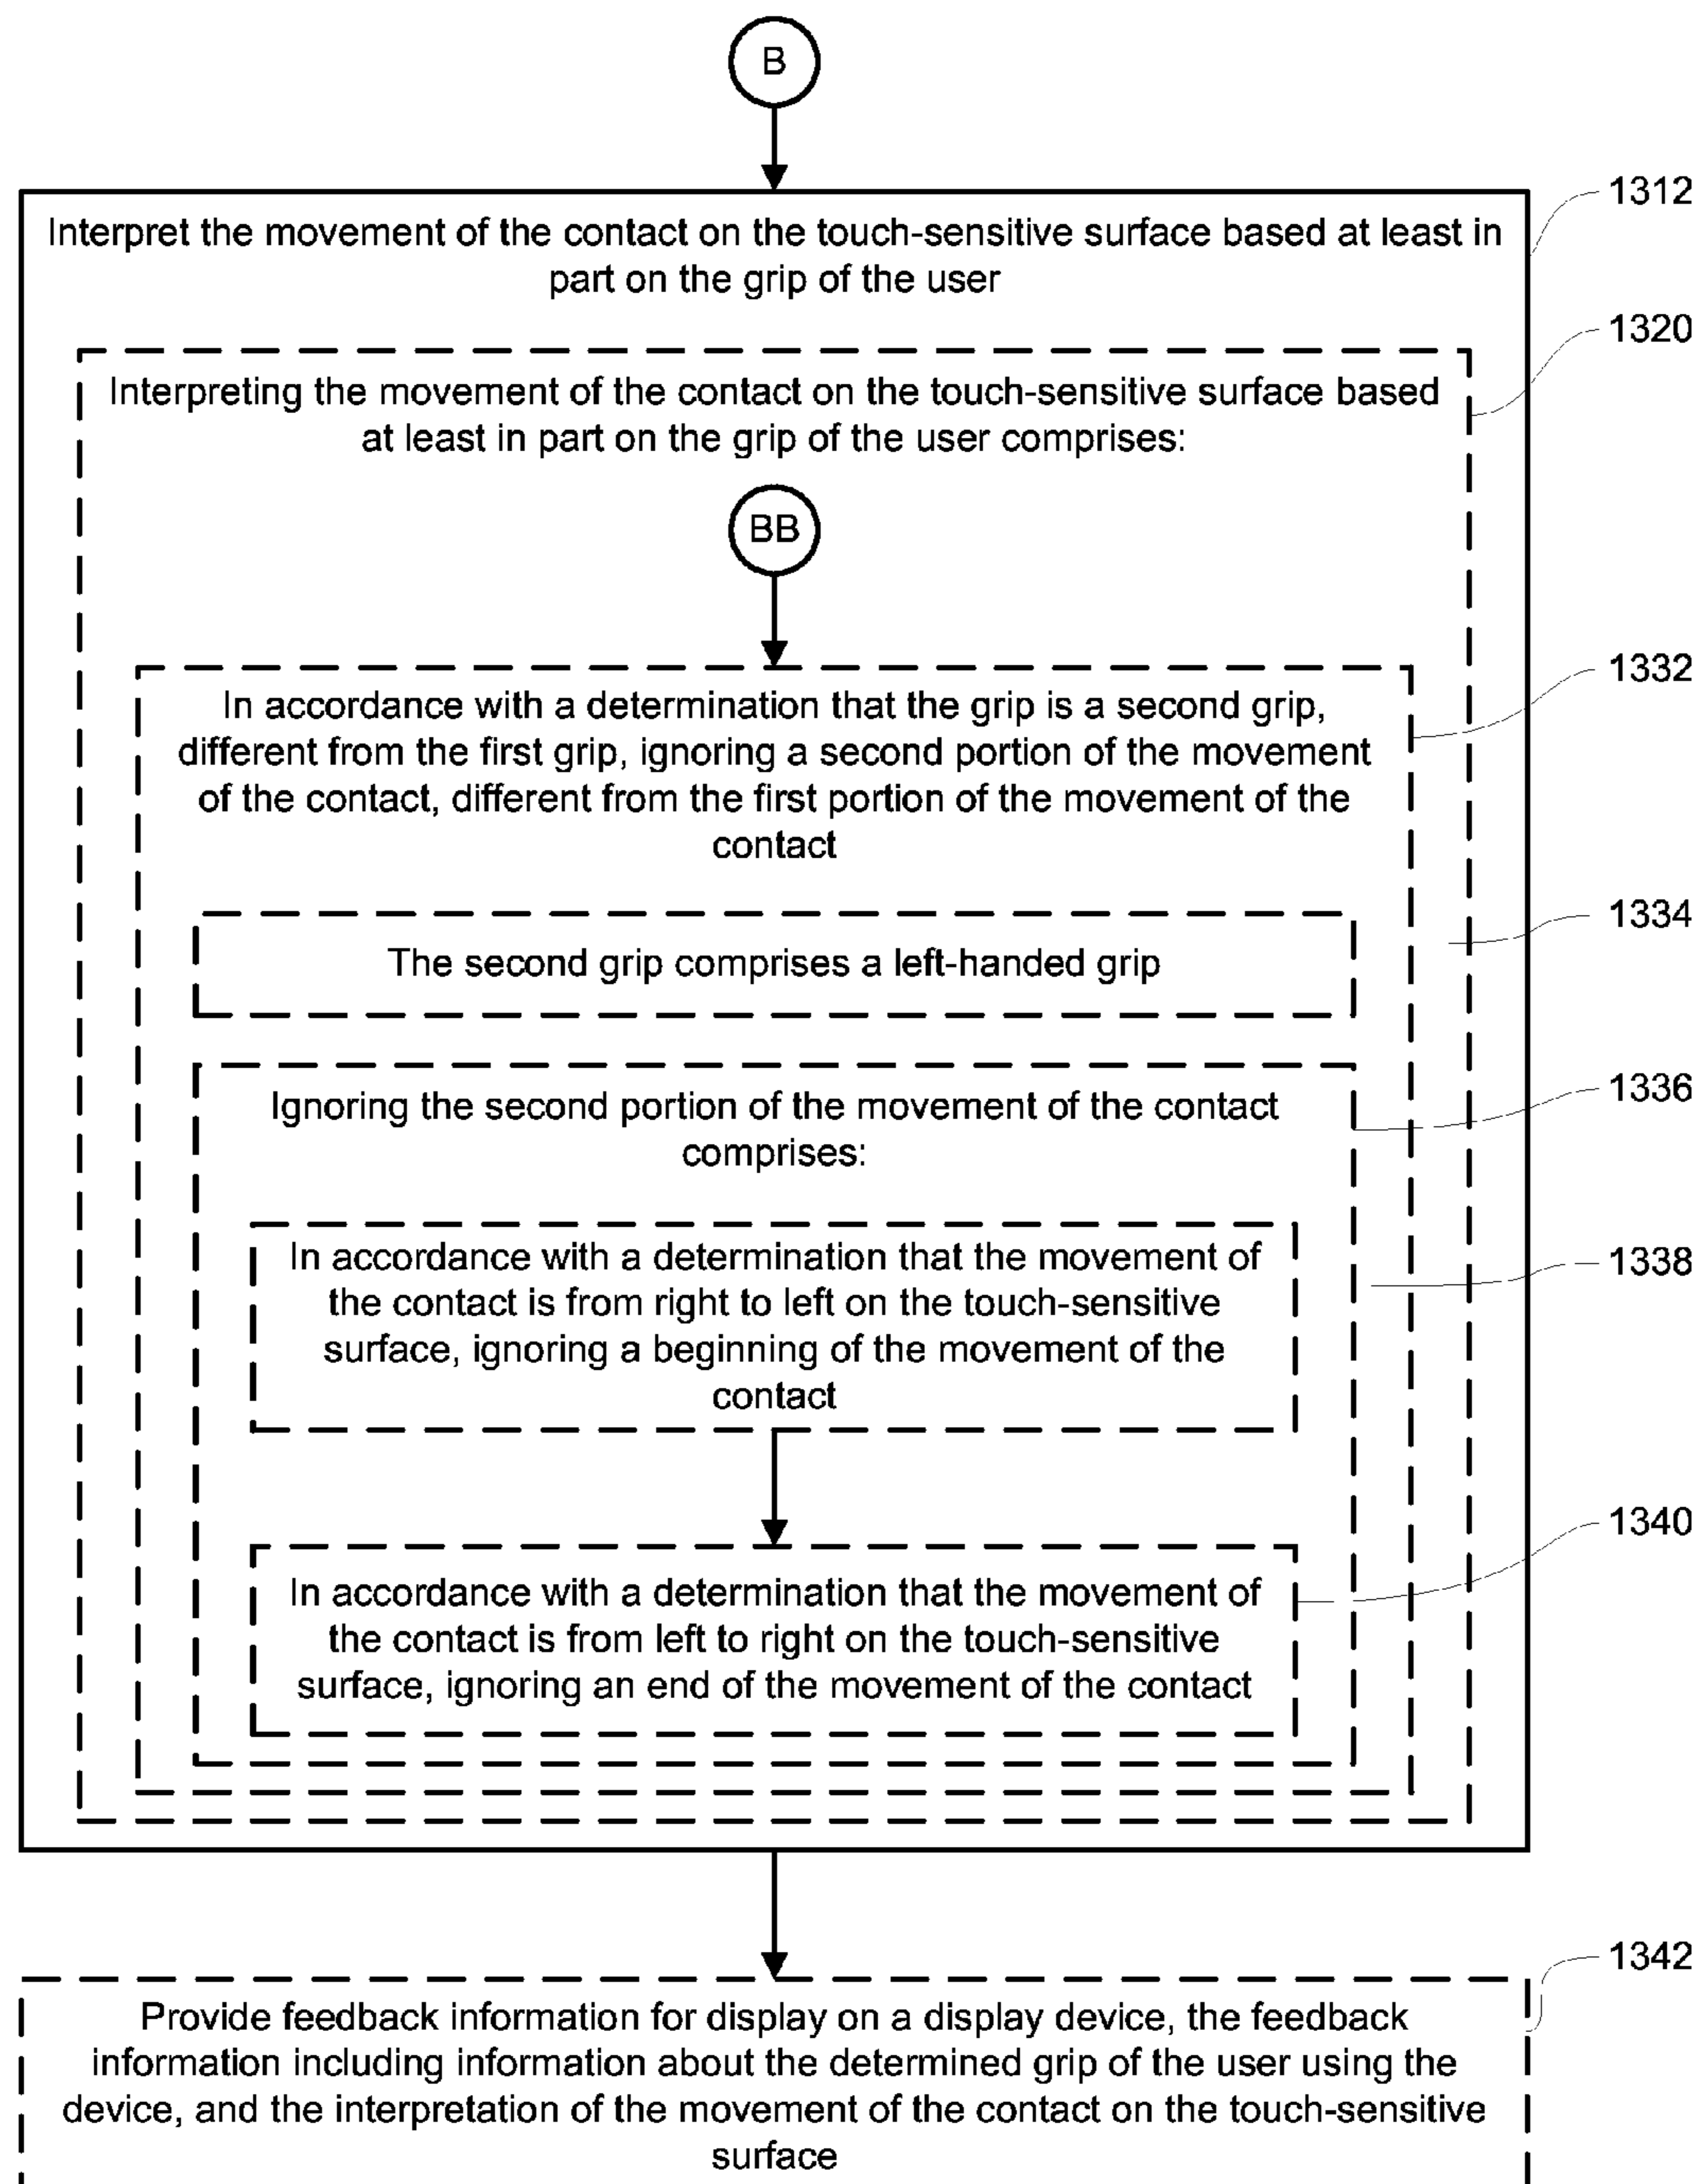 B
1312
Interpret the movement of the contact on the touch-sensitive surface based at least in
part on the grip of the user
1320
Interpreting the movement of the contact on the touch-sensitive surface based
at least in part on the grip of the user comprises:
BB
1332
In accordance with a determination that the grip is a second grip,
different from the first grip, ignoring a second portion of the movement
of the contact, different from the first portion of the movement of the
contact
1334
The second grip comprises a left-handed grip
1336
Ignoring the second portion of the movement of the contact
comprises:
1338
In accordance with a determination that the movement of
the contact is from right to left on the touch-sensitive
surface, ignoring a beginning of the movement of the
contact
1340
In accordance with a determination that the movement of
the contact is from left to right on the touch-sensitive
surface, ignoring an end of the movement of the contact
1342
Provide feedback information for display on a display device, the feedback
information including information about the determined grip of the user using the
device, and the interpretation of the movement of the contact on the touch-sensitive
surface